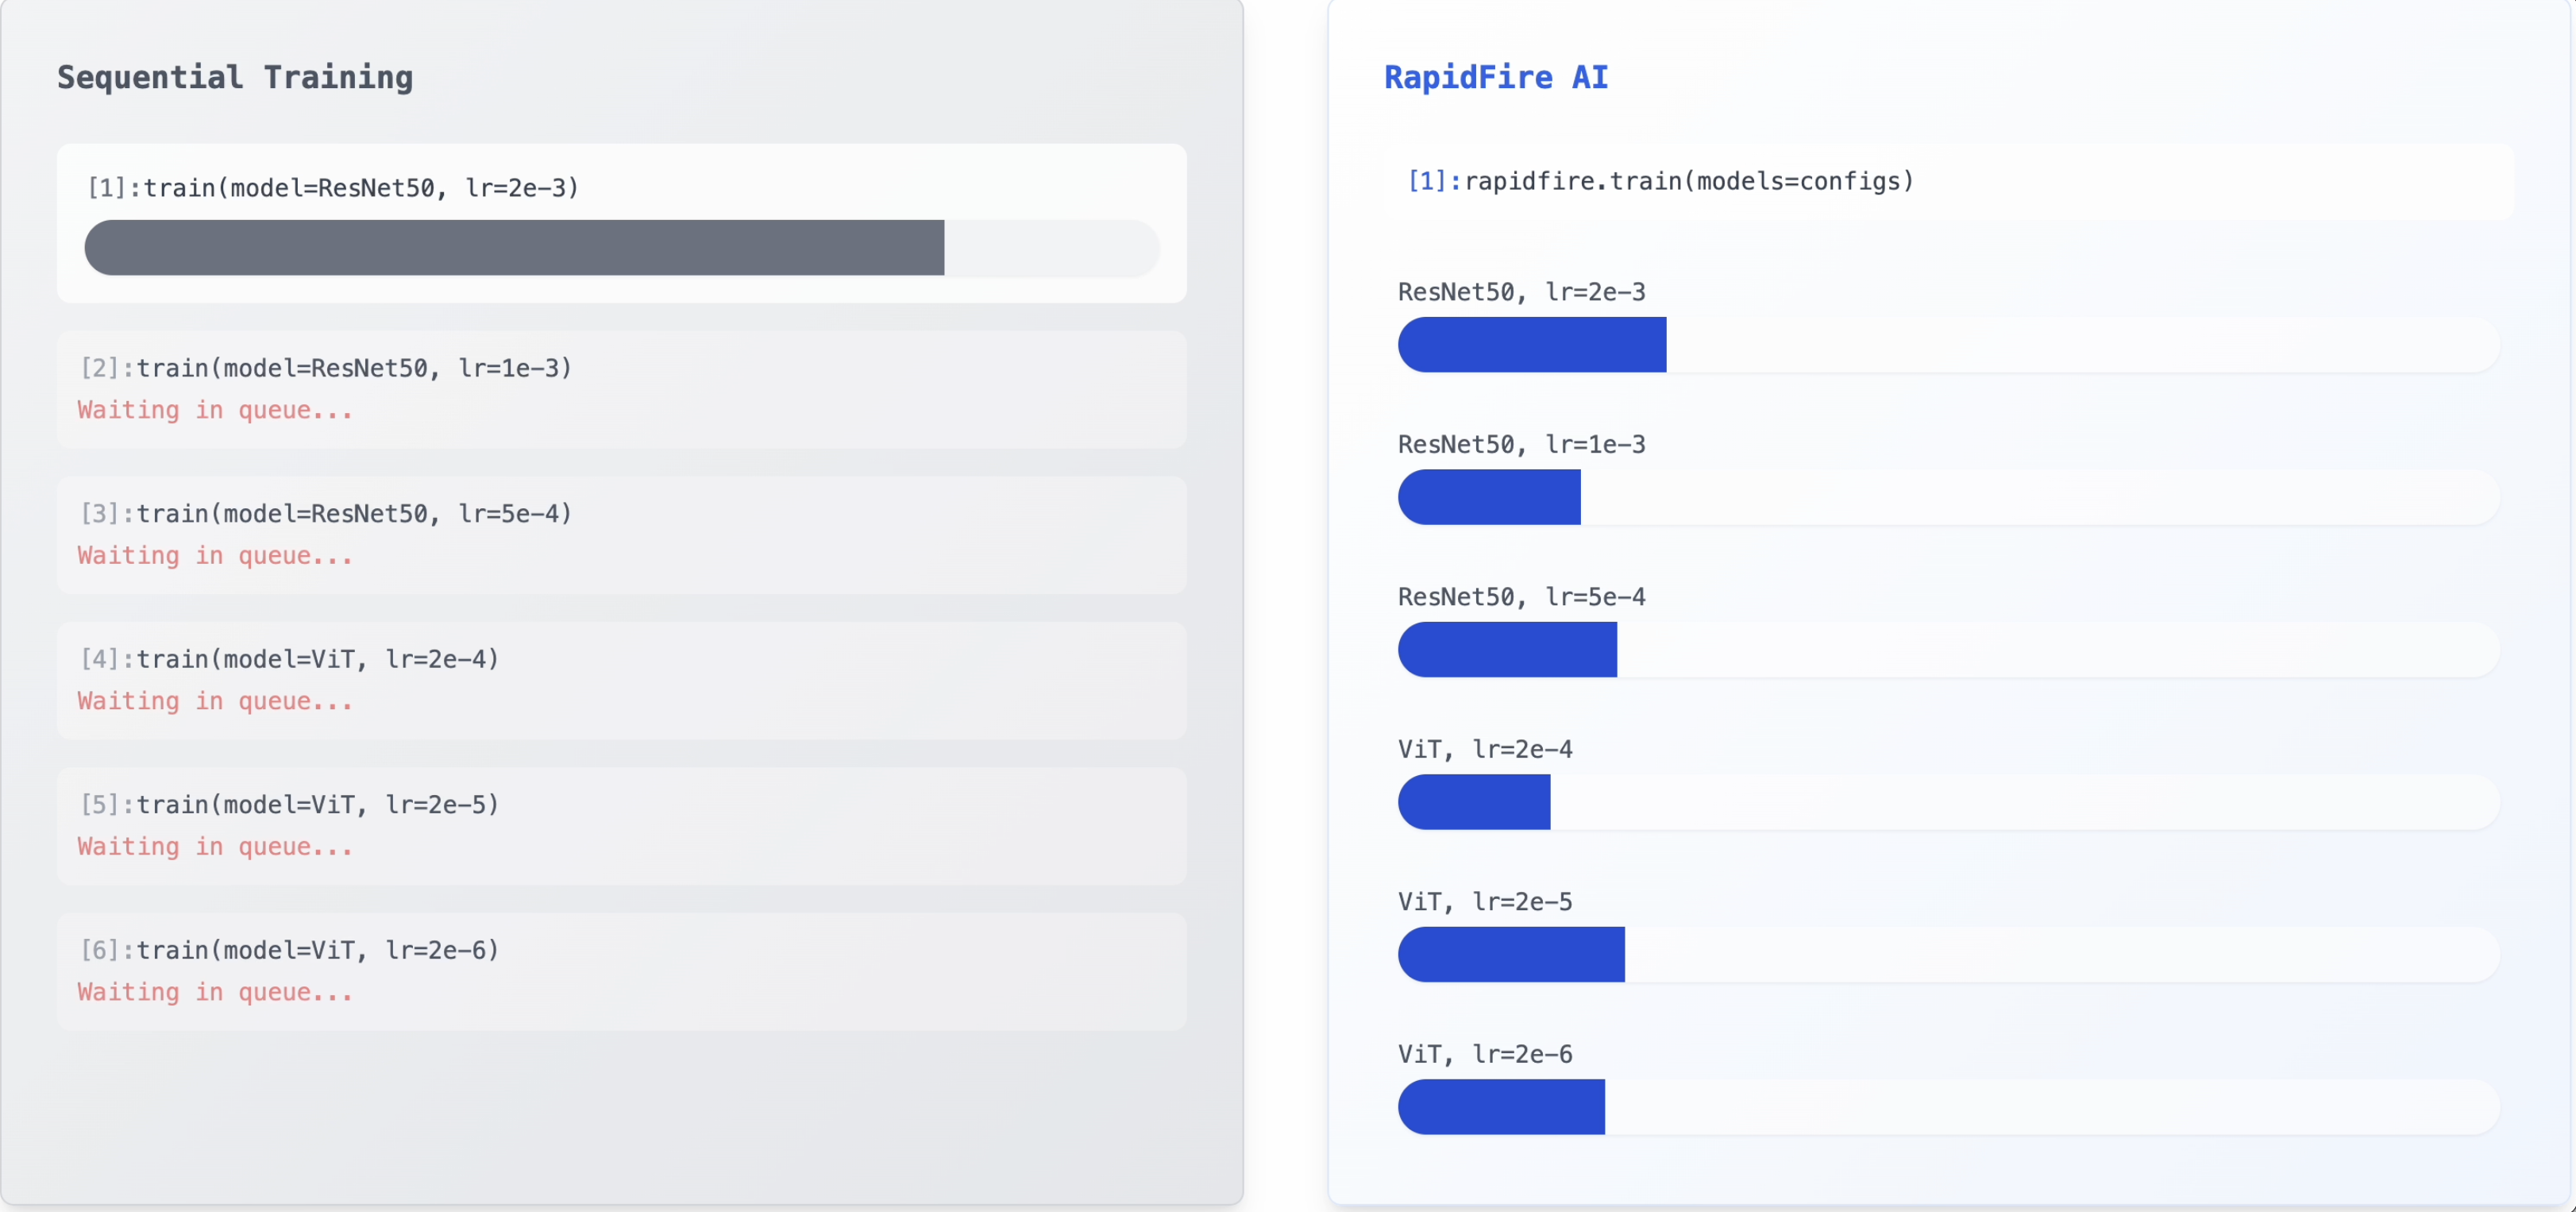 Sequential Training
[1]:train(model=ResNet50, lr=2e-3)
[2]:train(model=ResNet50, lr=1e-3)
Waiting in queue...
[3]:train(model=ResNet50, lr=5e-4)
Waiting in queue...
[4]:train(model=ViT, lr=2e-4)
Waiting in queue...
[5]:train(model=ViT, lr=2e-5)
Waiting in queue...
[6]:train(model=ViT, lr=2e-6)
Waiting in queue...
RapidFire AI
[1]:rapidfire.train(models=configs)
ResNet50, lr=2e-3
ResNet50, lr=1e-3
ResNet50, lr=5e-4
ViT, lr=2e-4
ViT, lr=2e-5
ViT, lr=2e-6